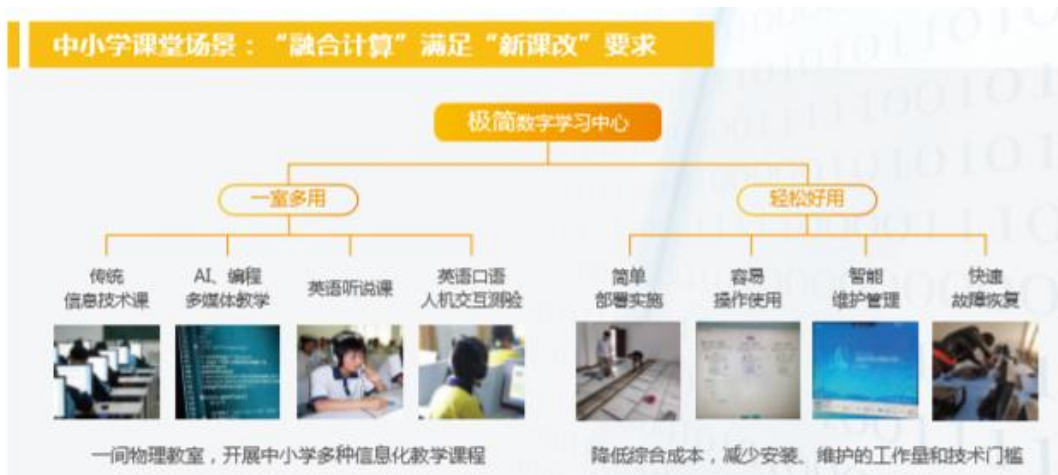 中小学课堂场景：“融合计算”满足“新课改”要求
极简数字学习中心
一室多用
轻松好用
传统
信息技术课
AI、编程
多媒体教学
英语听说课
英语口语
人机交互测验
简单
部署实施
容易
操作使用
智能
维护管理
快速
故障恢复
一间物理教室，开展中小学多种信息化教学课程
降低综合成本，减少安装、维护的工作量和技术门槛